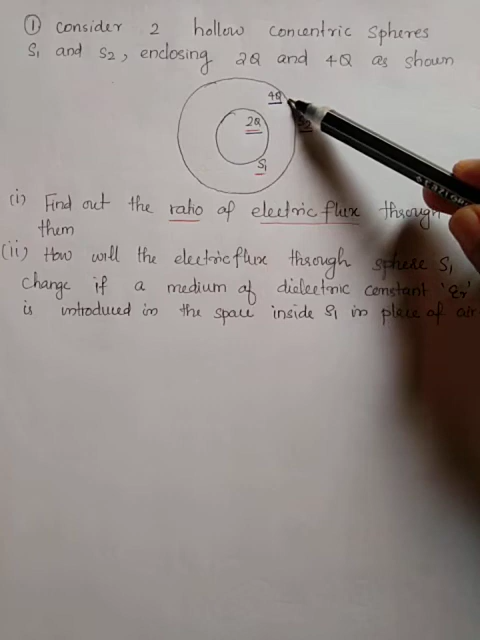 ① Consider 2 hollow concentric spheres
S₁ and S₂, enclosing 2Q and 4Q as shown
4Q
2Q
S₂
S₁
(i) Find out the ratio of electric flux through
them
(ii) How will the electric flux through sphere S₁
change if a medium of dielectric constant 'εr'
is introduced in the space inside S₁ in place of air